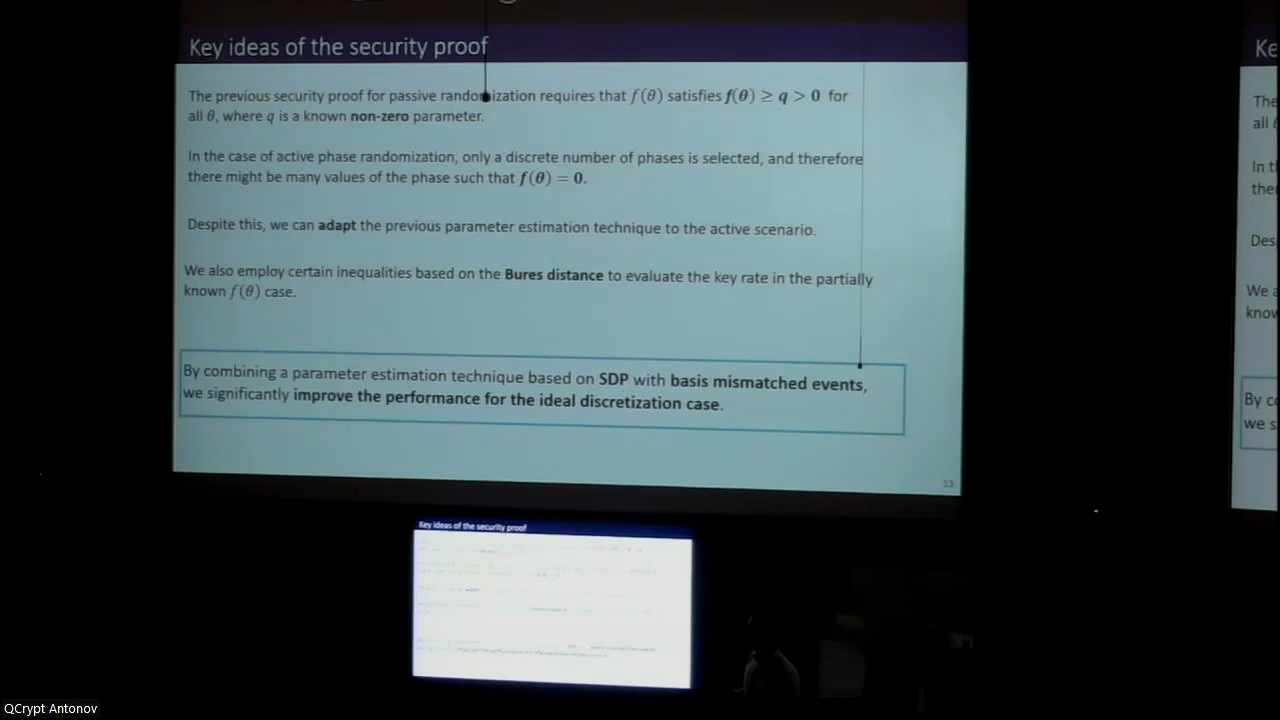 Key ideas of the security proof
The previous security proof for passive randomization requires that f(θ) satisfies f(θ) ≥ q > 0 for
all θ, where q is a known non-zero parameter.
In the case of active phase randomization, only a discrete number of phases is selected, and therefore
there might be many values of the phase such that f(θ) = 0.
Despite this, we can adapt the previous parameter estimation technique to the active scenario.
We also employ certain inequalities based on the Bures distance to evaluate the key rate in the partially
known f(θ) case.
By combining a parameter estimation technique based on SDP with basis mismatched events,
we significantly improve the performance for the ideal discretization case.
13
Ke
The
all
In t
the
Des
We a
know
By c
we s
Key ideas of the security proof
QCrypt Antonov